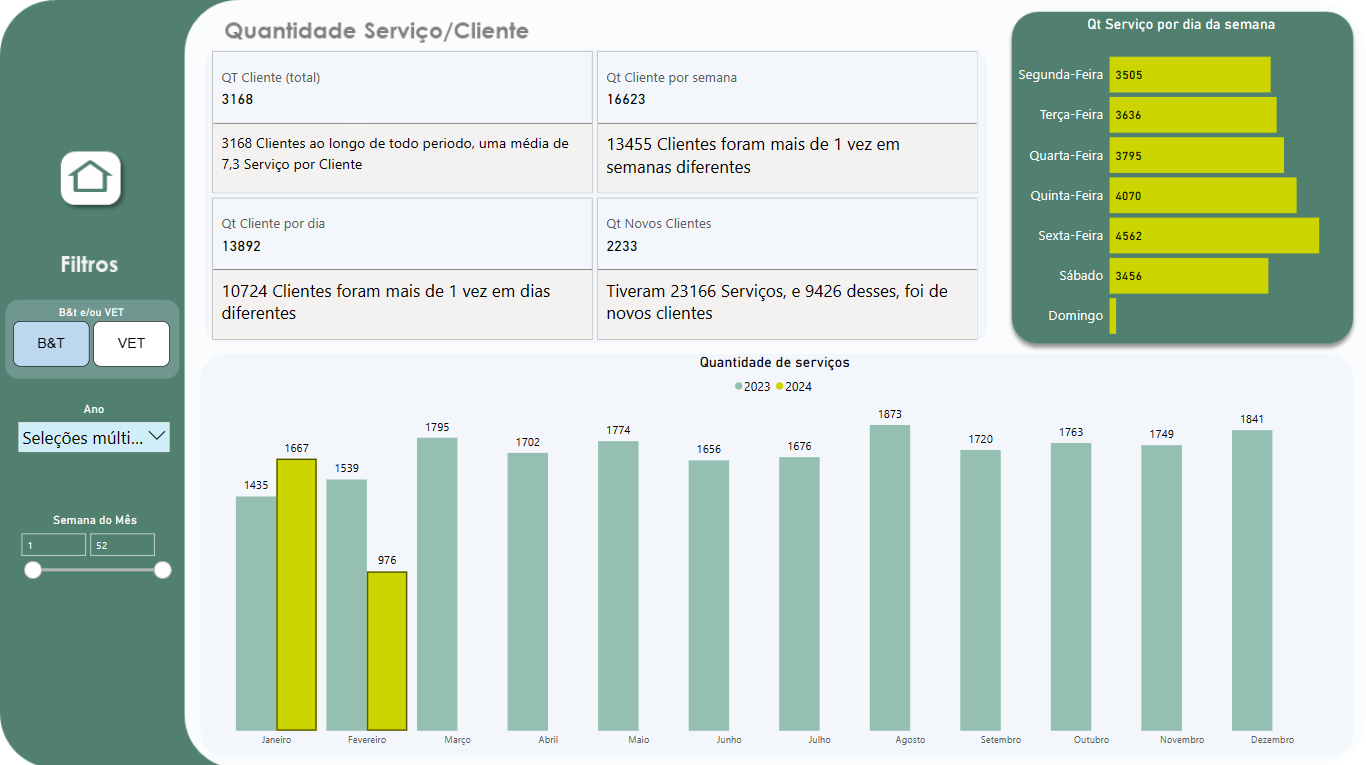 Quantidade Serviço/Cliente
QT Cliente (total)
3168
3168 Clientes ao longo de todo periodo, uma média de
7,3 Serviço por Cliente
Qt Cliente por semana
16623
13455 Clientes foram mais de 1 vez em
semanas diferentes
Qt Cliente por dia
13892
10724 Clientes foram mais de 1 vez em dias
diferentes
Qt Novos Clientes
2233
Tiveram 23166 Serviços, e 9426 desses, foi de
novos clientes
Qt Serviço por dia da semana
Segunda-Feira 3505
Terça-Feira 3636
Quarta-Feira 3795
Quinta-Feira 4070
Sexta-Feira 4562
Sábado 3456
Domingo
Filtros
B&t e/ou VET
B&T VET
Ano
Seleções múlti...
Semana do Mês
1 52
Quantidade de serviços
2023 2024
1435 1667 1539 976 1795 1702 1774 1656 1676 1873 1720 1763 1749 1841
Janeiro Fevereiro Março Abril Maio Junho Julho Agosto Setembro Outubro Novembro Dezembro